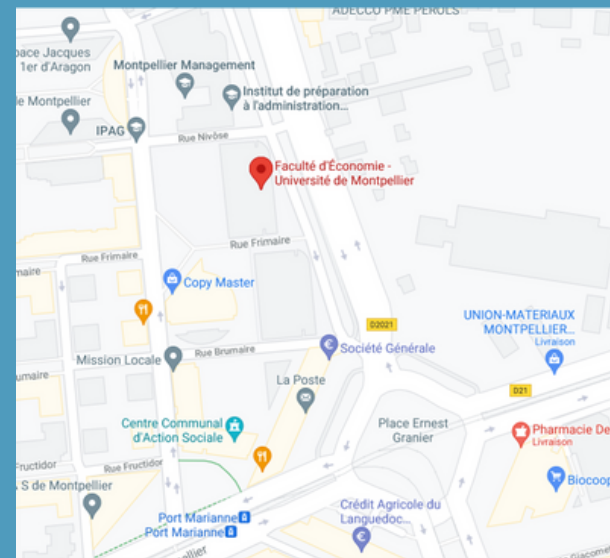 ADECCO PME PEROLS
pace Jacques
1er d'Aragon
Montpellier Management
Institut de préparation
à l'administration...
de Montpellier
IPAG
Rue Nivôse
Faculté d'Économie -
Université de Montpellier
Rue Frimaire
Rue Frimaire
maire
Copy Master
D2021
UNION-MATERIAUX
MONTPELLIER...
Livraison
Mission Locale
Rue Brumaire
Société Générale
umaire
La Poste
D21
Centre Communal
d'Action Sociale
Place Ernest
Granier
Pharmacie De
Livraison
Fructidor
Rue Fructidor
S de Montpellier
Biocoop
Port Marianne
Port Marianne
Crédit Agricole du
Languedoc...
pellier
Giacome